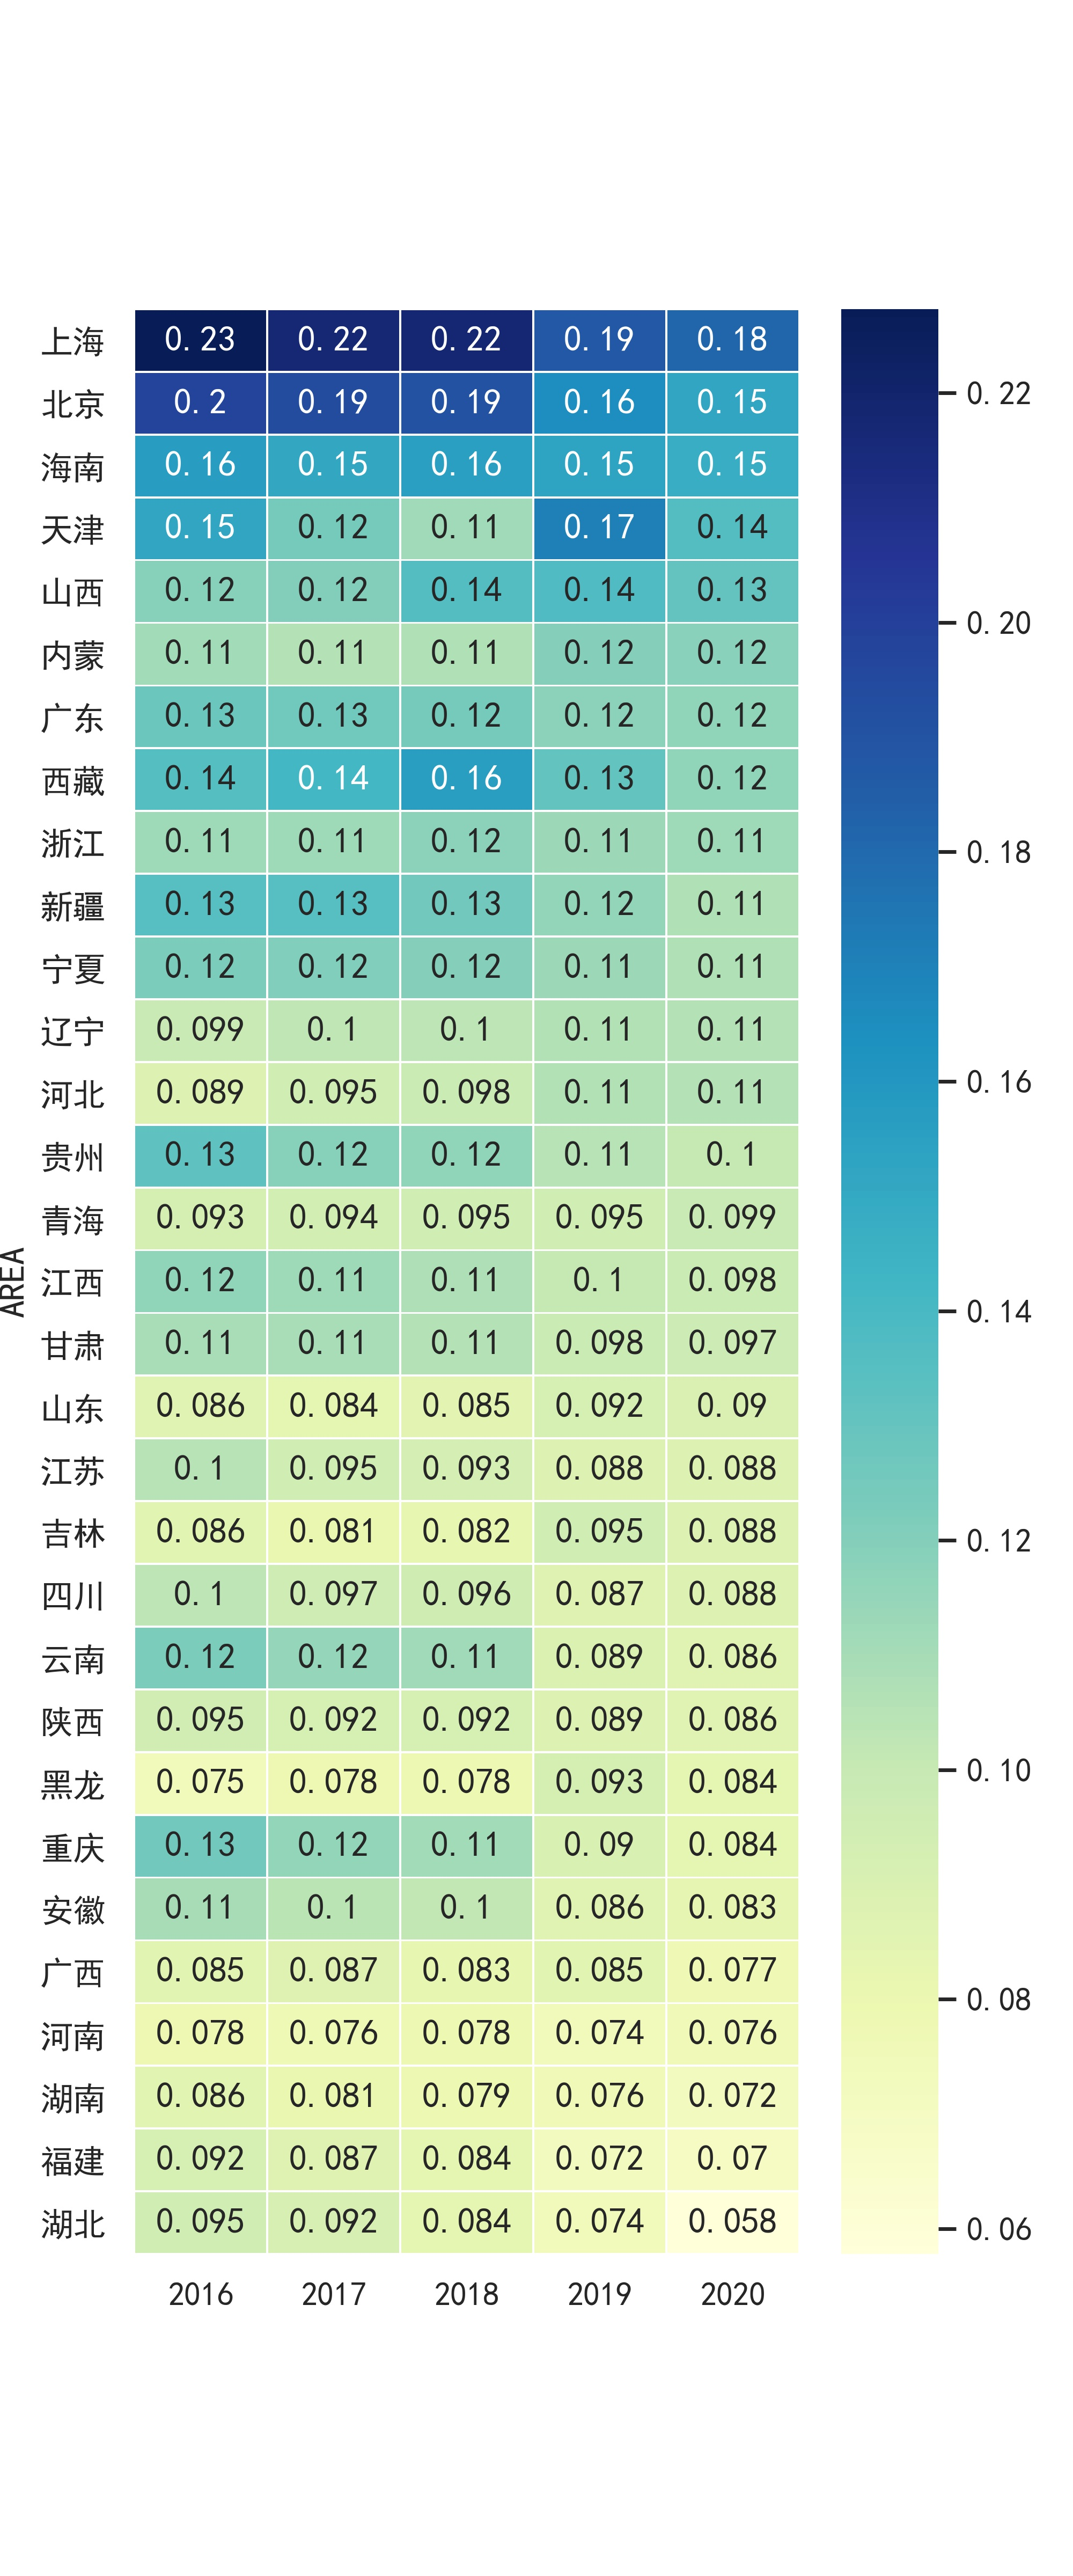 上海 0.23 0.22 0.22 0.19 0.18
北京 0.2 0.19 0.19 0.16 0.15
海南 0.16 0.15 0.16 0.15 0.15
天津 0.15 0.12 0.11 0.17 0.14
山西 0.12 0.12 0.14 0.14 0.13
内蒙 0.11 0.11 0.11 0.12 0.12
广东 0.13 0.13 0.12 0.12 0.12
西藏 0.14 0.14 0.16 0.13 0.12
浙江 0.11 0.11 0.12 0.11 0.11
新疆 0.13 0.13 0.13 0.12 0.11
宁夏 0.12 0.12 0.12 0.11 0.11
辽宁 0.099 0.1 0.1 0.11 0.11
河北 0.089 0.095 0.098 0.11 0.11
贵州 0.13 0.12 0.12 0.11 0.1
青海 0.093 0.094 0.095 0.095 0.099
江西 0.12 0.11 0.11 0.1 0.098
甘肃 0.11 0.11 0.11 0.098 0.097
山东 0.086 0.084 0.085 0.092 0.09
江苏 0.1 0.095 0.093 0.088 0.088
吉林 0.086 0.081 0.082 0.095 0.088
四川 0.1 0.097 0.096 0.087 0.088
云南 0.12 0.12 0.11 0.089 0.086
陕西 0.095 0.092 0.092 0.089 0.086
黑龙 0.075 0.078 0.078 0.093 0.084
重庆 0.13 0.12 0.11 0.09 0.084
安徽 0.11 0.1 0.1 0.086 0.083
广西 0.085 0.087 0.083 0.085 0.077
河南 0.078 0.076 0.078 0.074 0.076
湖南 0.086 0.081 0.079 0.076 0.072
福建 0.092 0.087 0.084 0.072 0.07
湖北 0.095 0.092 0.084 0.074 0.058
2016 2017 2018 2019 2020
AREA
0.22
0.20
0.18
0.16
0.14
0.12
0.10
0.08
0.06